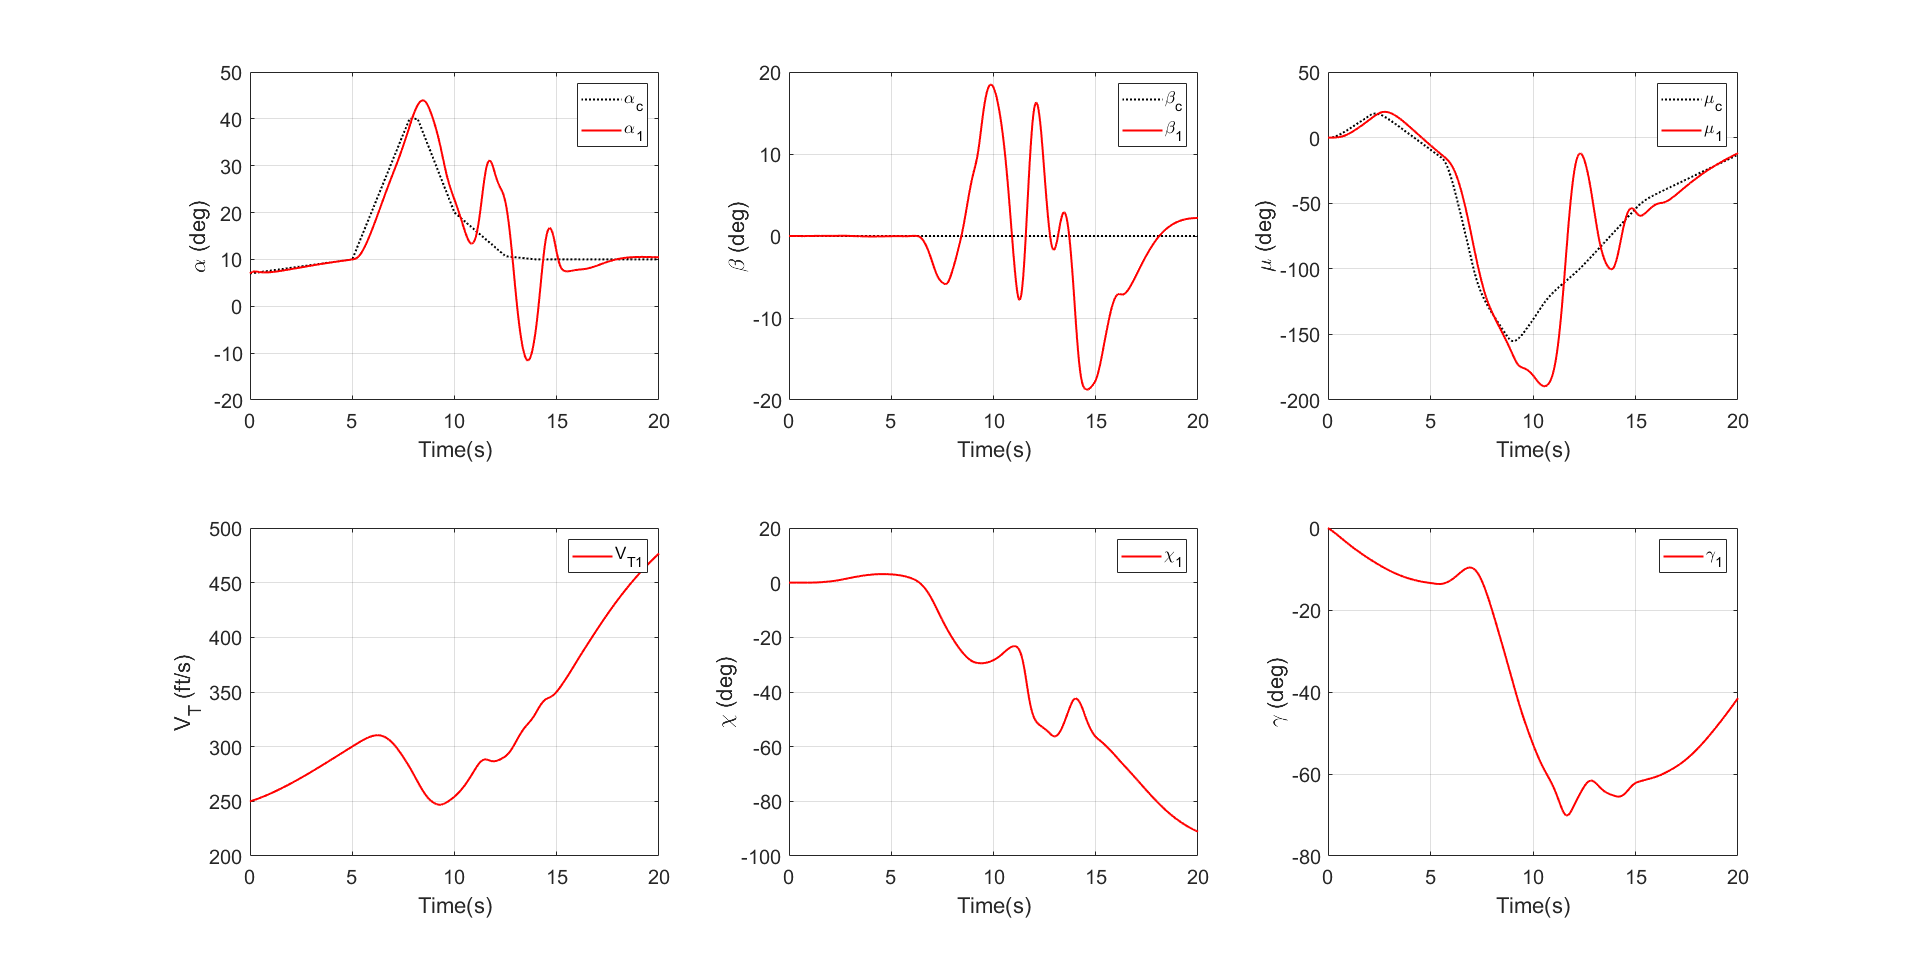 50
40
30
20
10
0
-10
-20
α (deg)
0 5 10 15 20
Time(s)
αc
α1
20
10
0
-10
-20
β (deg)
0 5 10 15 20
Time(s)
βc
β1
50
0
-50
-100
-150
-200
μ (deg)
0 5 10 15 20
Time(s)
μc
μ1
500
450
400
350
300
250
200
VT (ft/s)
0 5 10 15 20
Time(s)
VT1
20
0
-20
-40
-60
-80
-100
χ (deg)
0 5 10 15 20
Time(s)
χ1
0
-20
-40
-60
-80
γ (deg)
0 5 10 15 20
Time(s)
γ1